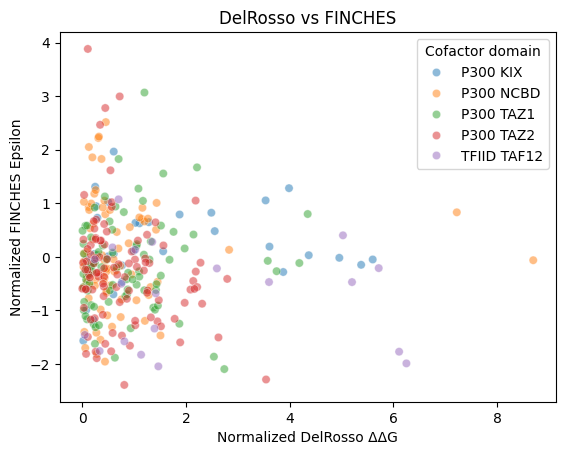 DelRosso vs FINCHES
Cofactor domain
P300 KIX
P300 NCBD
P300 TAZ1
P300 TAZ2
TFIID TAF12
Normalized FINCHES Epsilon
4
3
2
1
0
−1
−2
0
2
4
6
8
Normalized DelRosso ΔΔG